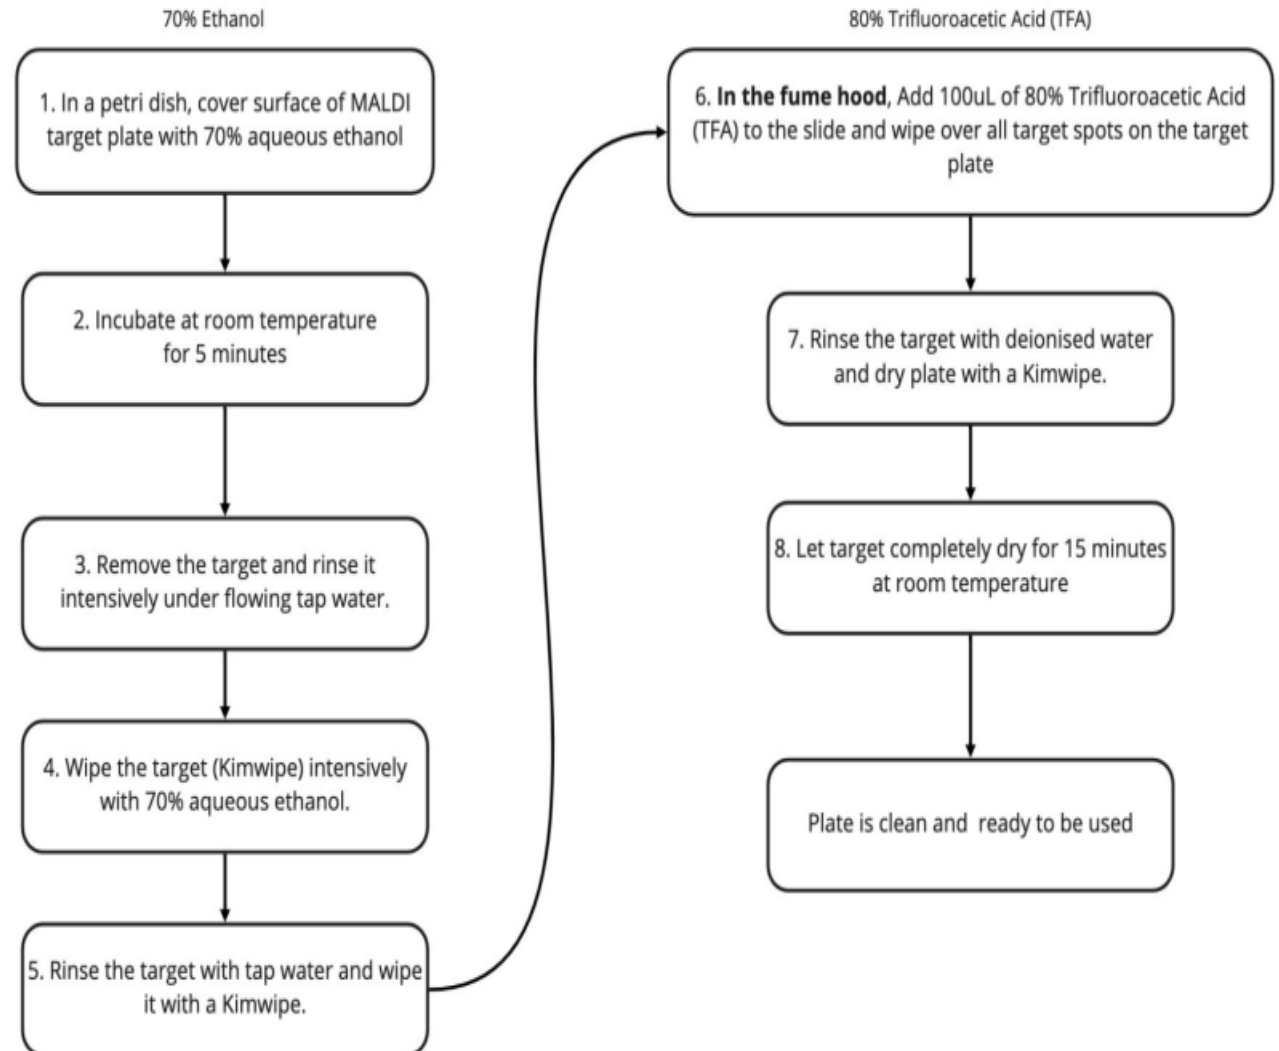 70% Ethanol
1. In a petri dish, cover surface of MALDI
target plate with 70% aqueous ethanol
2. Incubate at room temperature
for 5 minutes
3. Remove the target and rinse it
intensively under flowing tap water.
4. Wipe the target (Kimwipe) intensively
with 70% aqueous ethanol.
5. Rinse the target with tap water and wipe
it with a Kimwipe.
80% Trifluoroacetic Acid (TFA)
6. In the fume hood, Add 100uL of 80% Trifluoroacetic Acid
(TFA) to the slide and wipe over all target spots on the target
plate
7. Rinse the target with deionised water
and dry plate with a Kimwipe.
8. Let target completely dry for 15 minutes
at room temperature
Plate is clean and ready to be used